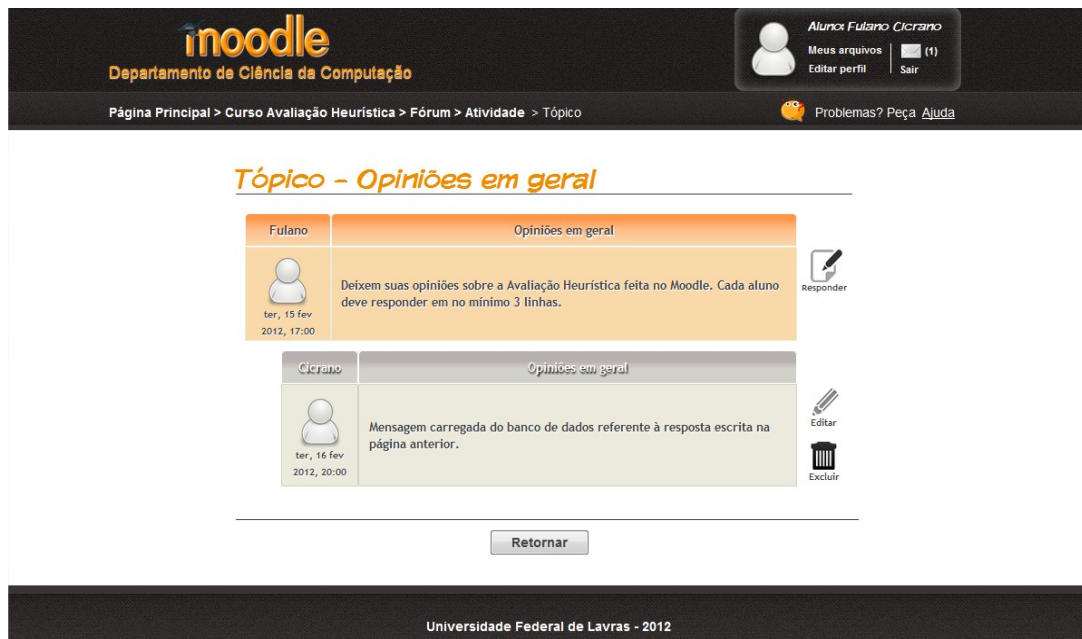 moodle
Departamento de Ciência da Computação
Aluno: Fulano Cicrano
Meus arquivos (1)
Editar perfil Sair
Página Principal > Curso Avaliação Heurística > Fórum > Atividade > Tópico
Problemas? Peça Ajuda
Tópico - Opiniões em geral
Fulano Opiniões em geral
ter, 15 fev
2012, 17:00
Deixem suas opiniões sobre a Avaliação Heurística feita no Moodle. Cada aluno
deve responder em no mínimo 3 linhas.
Responder
Cicrano Opiniões em geral
ter, 16 fev
2012, 20:00
Mensagem carregada do banco de dados referente à resposta escrita na
página anterior.
Editar
Excluir
Retornar
Universidade Federal de Lavras - 2012